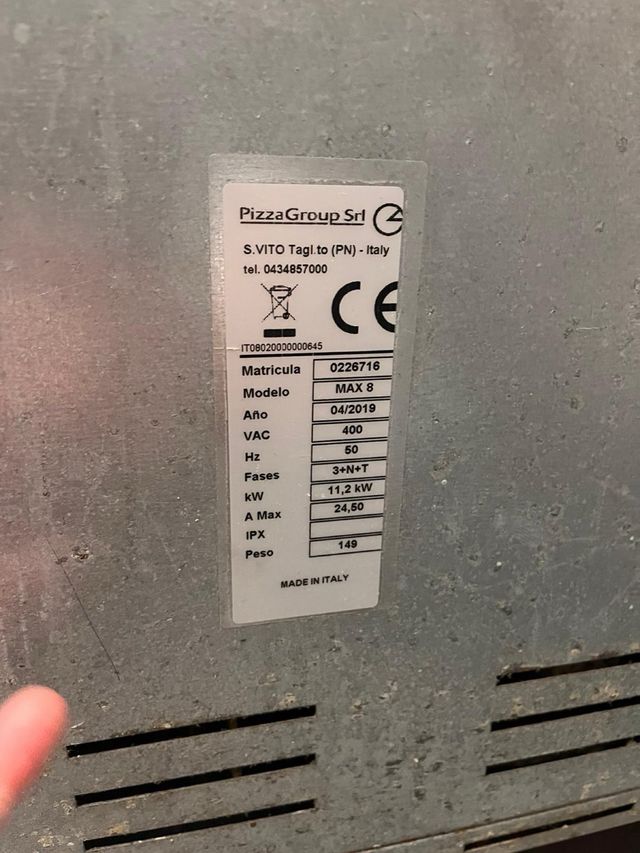 PizzaGroup Srl
S.VITO Tagl.to (PN) - Italy
tel. 0434857000
CE
IT08020000000645
Matricula 0226716
Modelo MAX 8
Año 04/2019
VAC 400
Hz 50
Fases 3+N+T
kW 11,2 kW
A Max 24,50
IPX
Peso 149
MADE IN ITALY